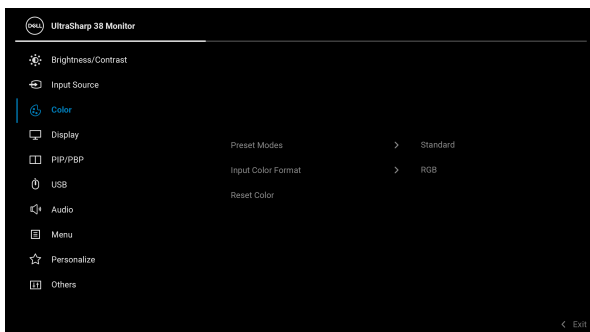 DELL UltraSharp 38 Monitor
Brightness/Contrast
Input Source
Color
Display
Preset Modes > Standard
PIP/PBP
Input Color Format > RGB
USB
Reset Color
Audio
Menu
Personalize
Others
< Exit